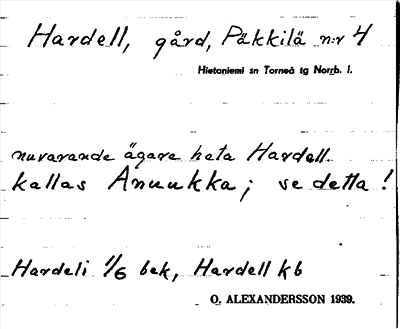 Hardell, gård, Päkkilä n:r 4
Hietaniemi sn Torneå tg Norrb. l.
nuvarande ägare heta Hardell.
kallas Anuukka; se detta!
Hardeli 1/6 bek, Hardell kb
O. ALEXANDERSSON 1939.